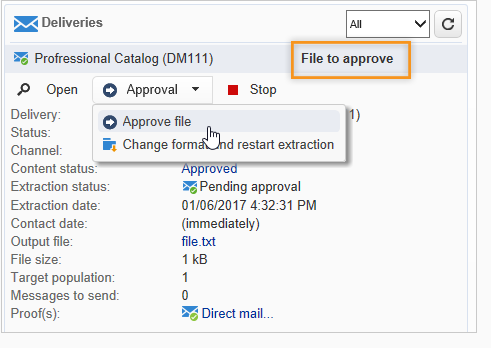 Deliveries All
Profressional Catalog (DM111) File to approve
Open Approval Stop
Approve file
Change format and restart extraction
Delivery: 1)
Status:
Channel:
Content status: Approved
Extraction status: Pending approval
Extraction date: 01/06/2017 4:32:31 PM
Contact date: (immediately)
Output file: file.txt
File size: 1 kB
Target population: 1
Messages to send: 0
Proof(s): Direct mail...